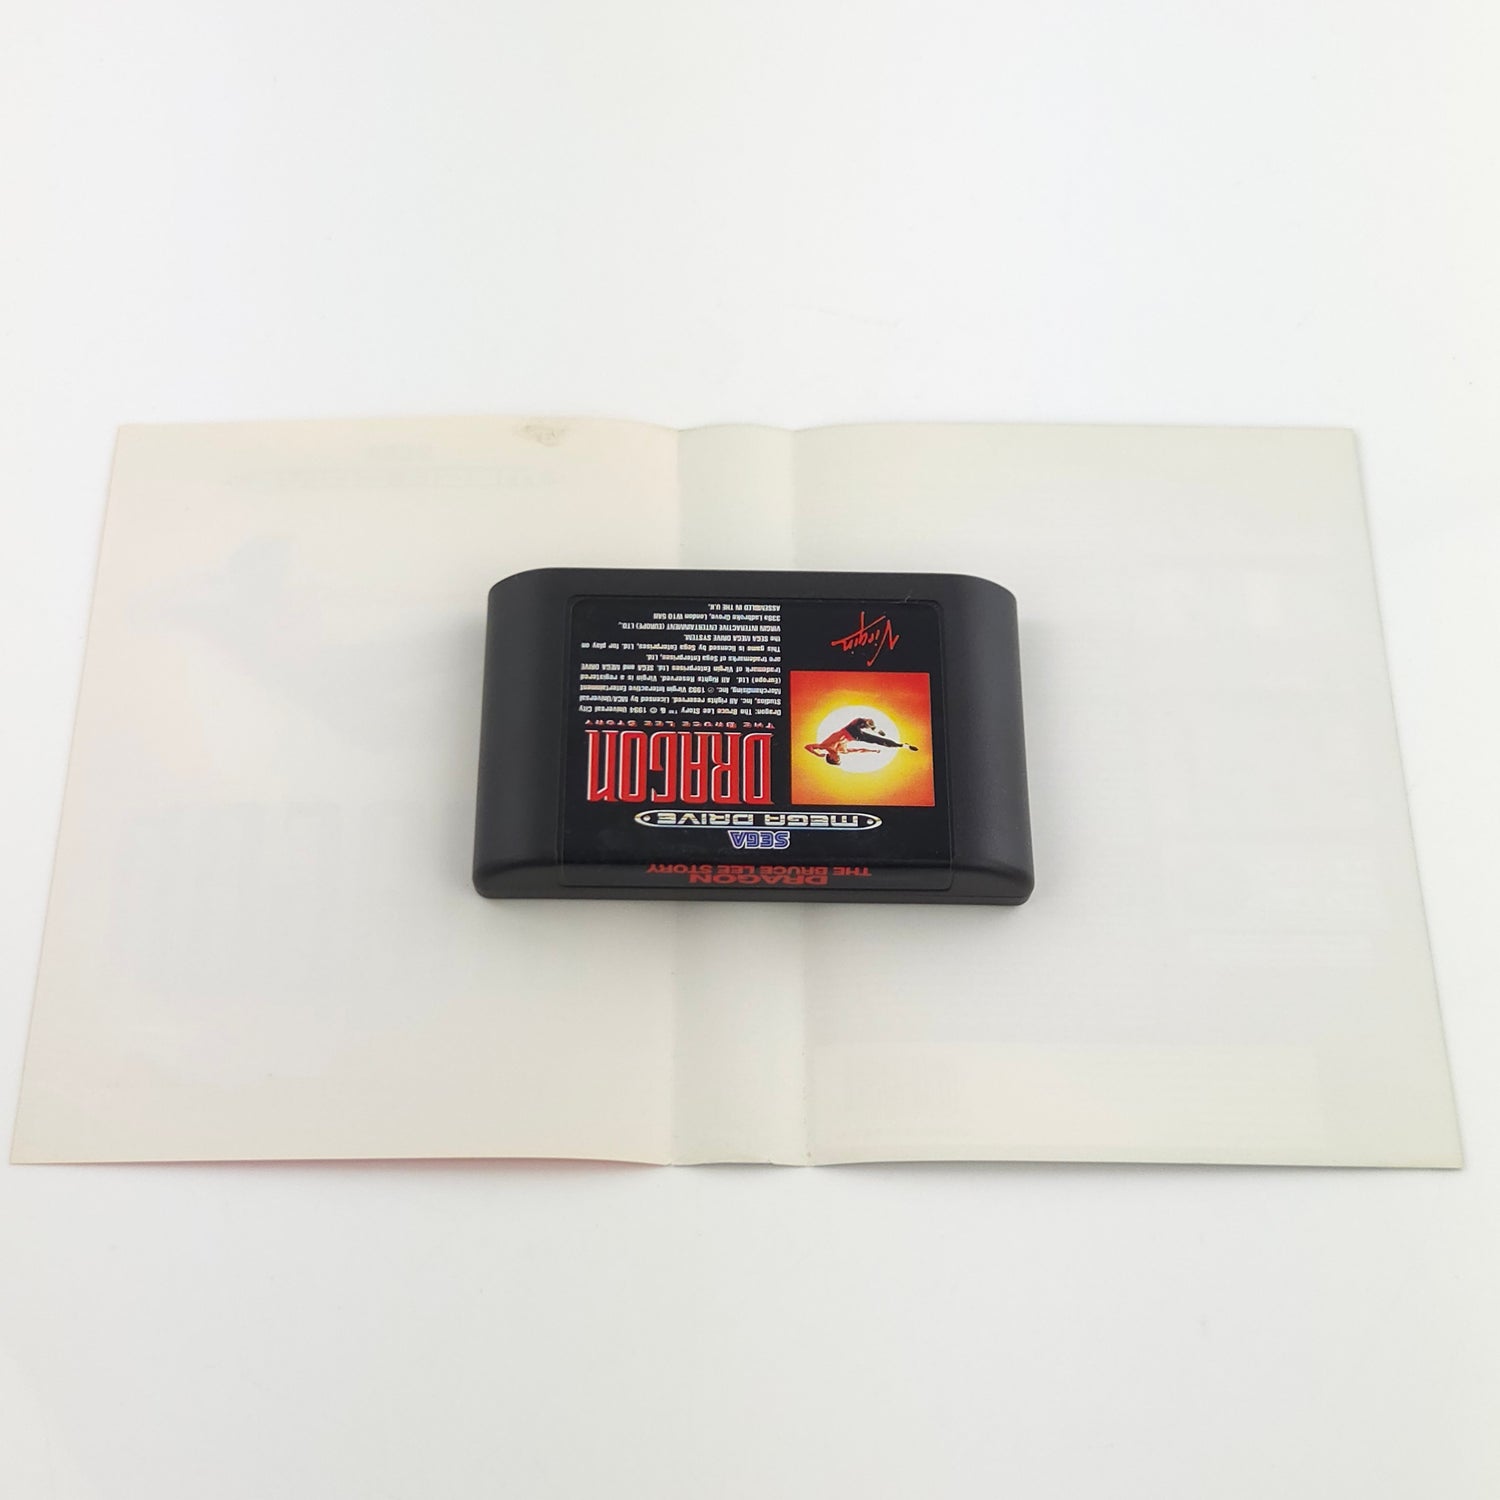 DRAGON
THE BRUCE LEE STORY
SEGA
MEGA DRIVE
DRAGON
THE BRUCE LEE STORY
Dragon: The Bruce Lee Story ™ & © 1994 Universal City
Studios, Inc. All rights reserved. Licensed by MCA/Universal
Merchandising, Inc. © 1993 Virgin Interactive Entertainment
(Europe) Ltd. All Rights Reserved. Virgin is a registered
trademark of Virgin Enterprises Ltd. SEGA and MEGA DRIVE
are trademarks of Sega Enterprises, Ltd.
This game is licensed by Sega Enterprises, Ltd. for play on
the SEGA MEGA DRIVE SYSTEM.
VIRGIN INTERACTIVE ENTERTAINMENT (EUROPE) LTD.,
338a Ladbroke Grove, London W10 5AH
ASSEMBLED IN THE U.K.
Virgin